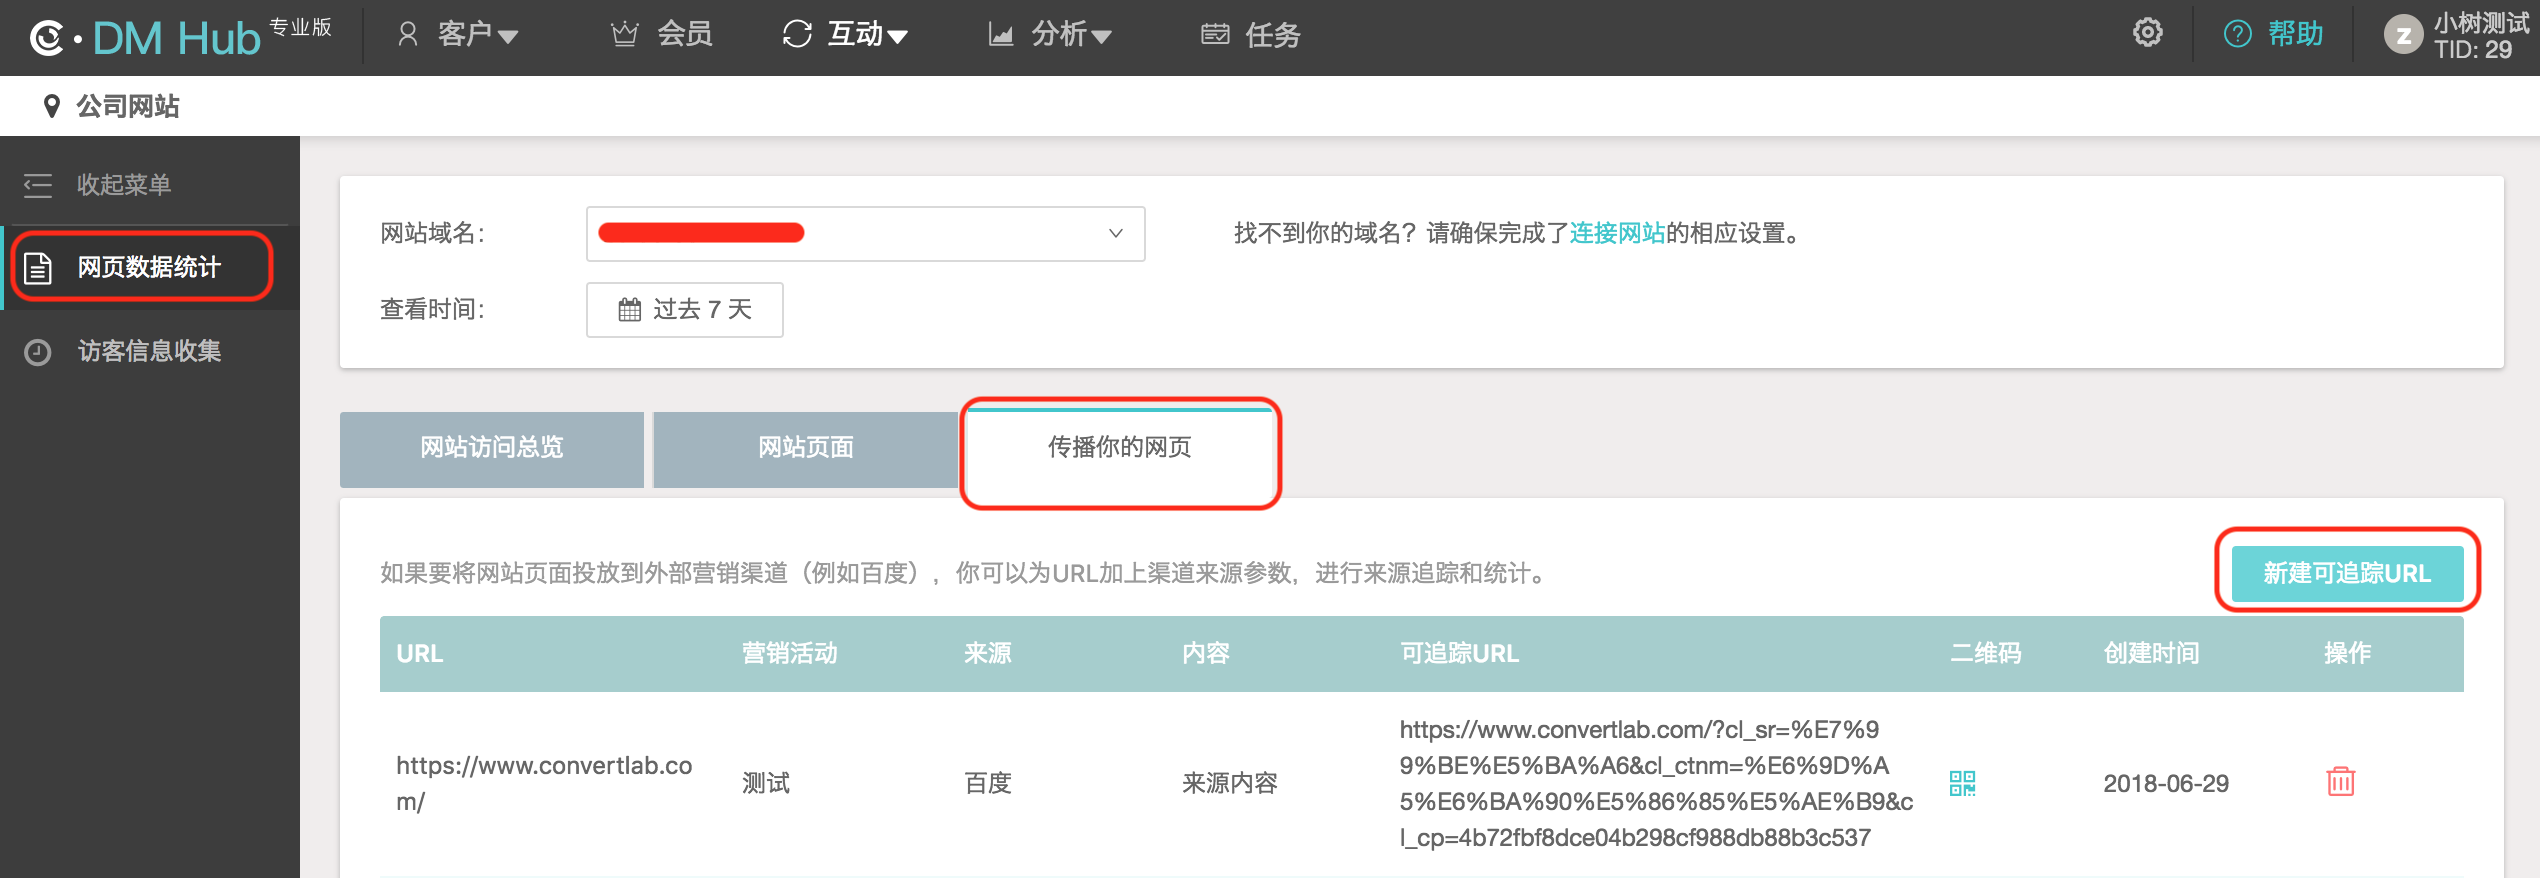 DM Hub 专业版
客户
会员
互动
分析
任务
帮助
z
小树测试
TID: 29
公司网站
收起菜单
网页数据统计
访客信息收集
网站域名：
找不到你的域名？请确保完成了连接网站的相应设置。
查看时间：
过去 7 天
网站访问总览
网站页面
传播你的网页
如果要将网站页面投放到外部营销渠道（例如百度），你可以为URL加上渠道来源参数，进行来源追踪和统计。
新建可追踪URL
URL 营销活动 来源 内容 可追踪URL 二维码 创建时间 操作
https://www.convertlab.co
m/
测试
百度
来源内容
https://www.convertlab.com/?cl_sr=%E7%9
9%BE%E5%BA%A6&cl_ctnm=%E6%9D%A
5%E6%BA%90%E5%86%85%E5%AE%B9&c
l_cp=4b72fbf8dce04b298cf988db88b3c537
2018-06-29